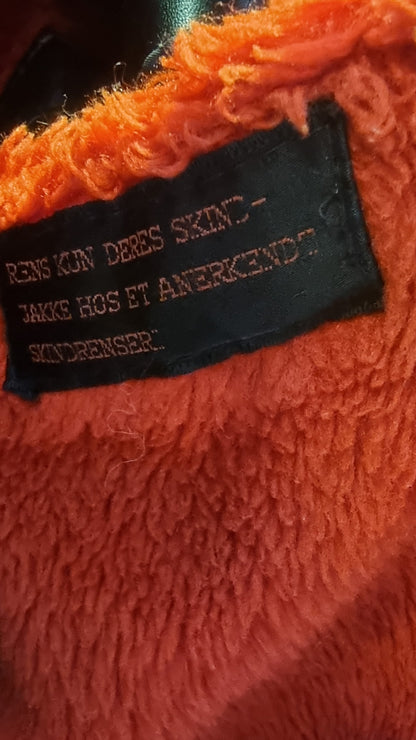 RENS KUN DERES SKIND-
JAKKE HOS ET ANERKENDT
SKINDRENSERI